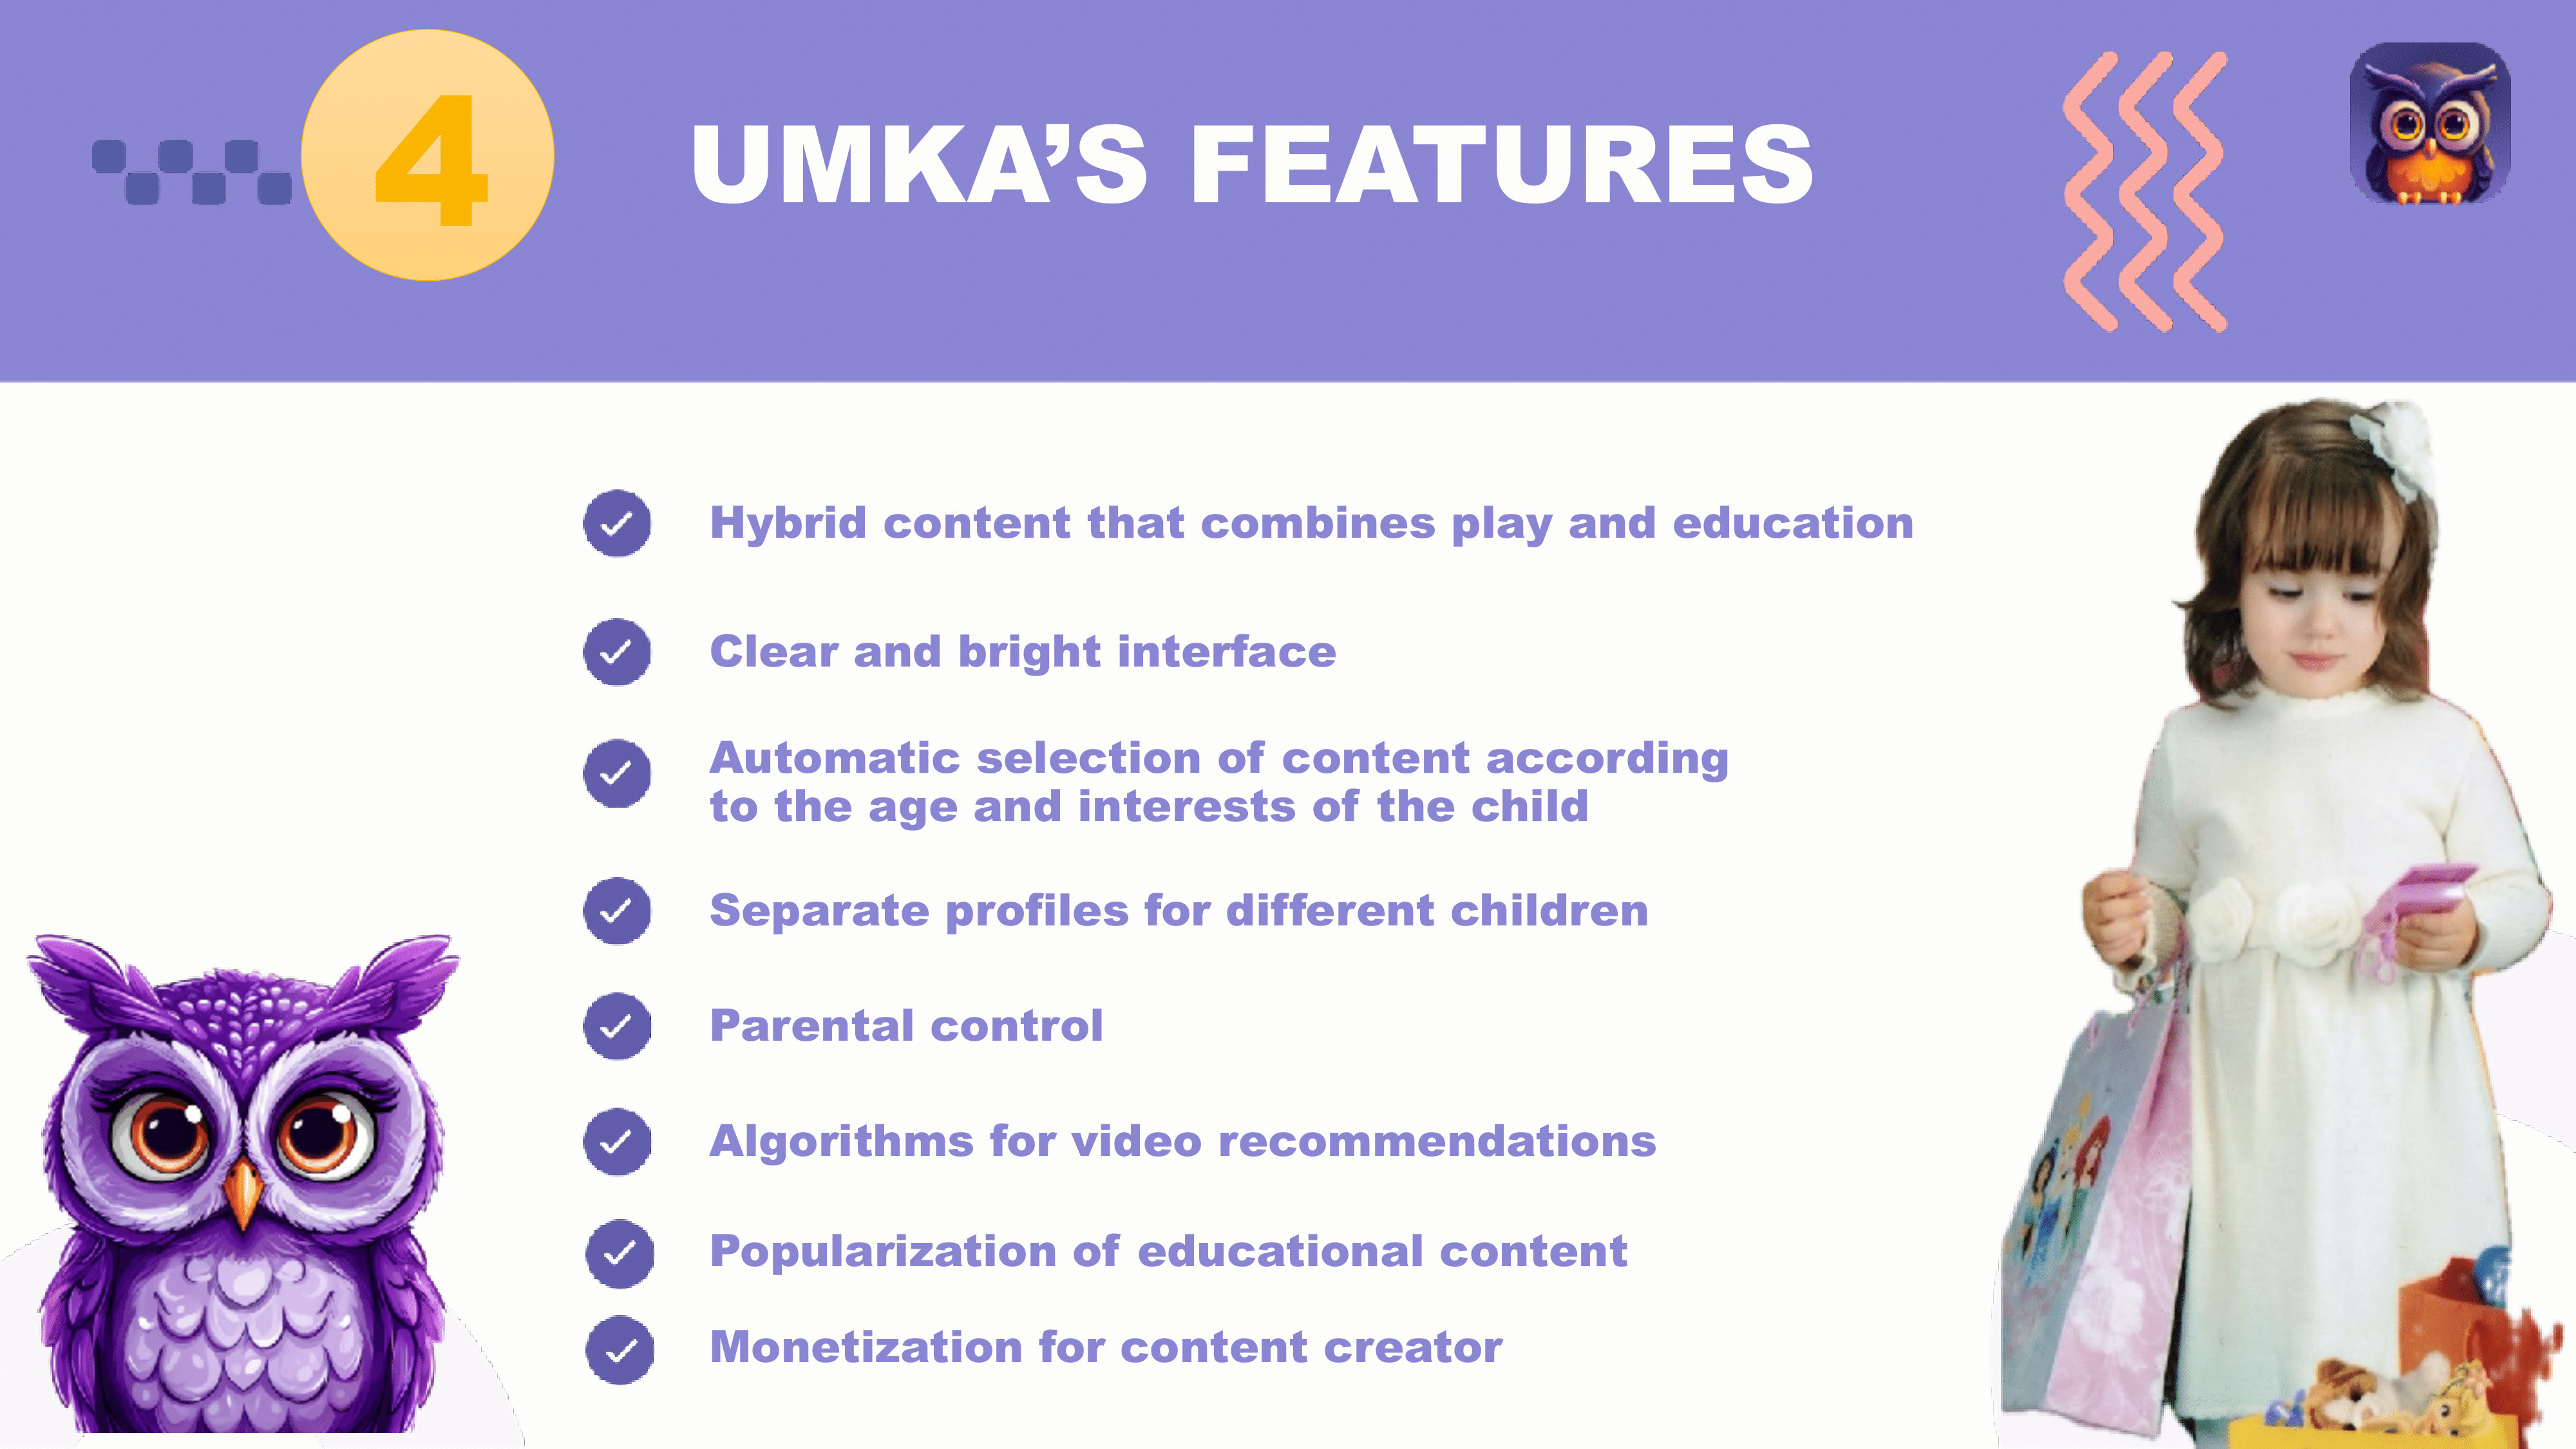 4
UMKA’S FEATURES
Hybrid content that combines play and education
Clear and bright interface
Automatic selection of content according
to the age and interests of the child
Separate profiles for different children
Parental control
Algorithms for video recommendations
Popularization of educational content
Monetization for content creator